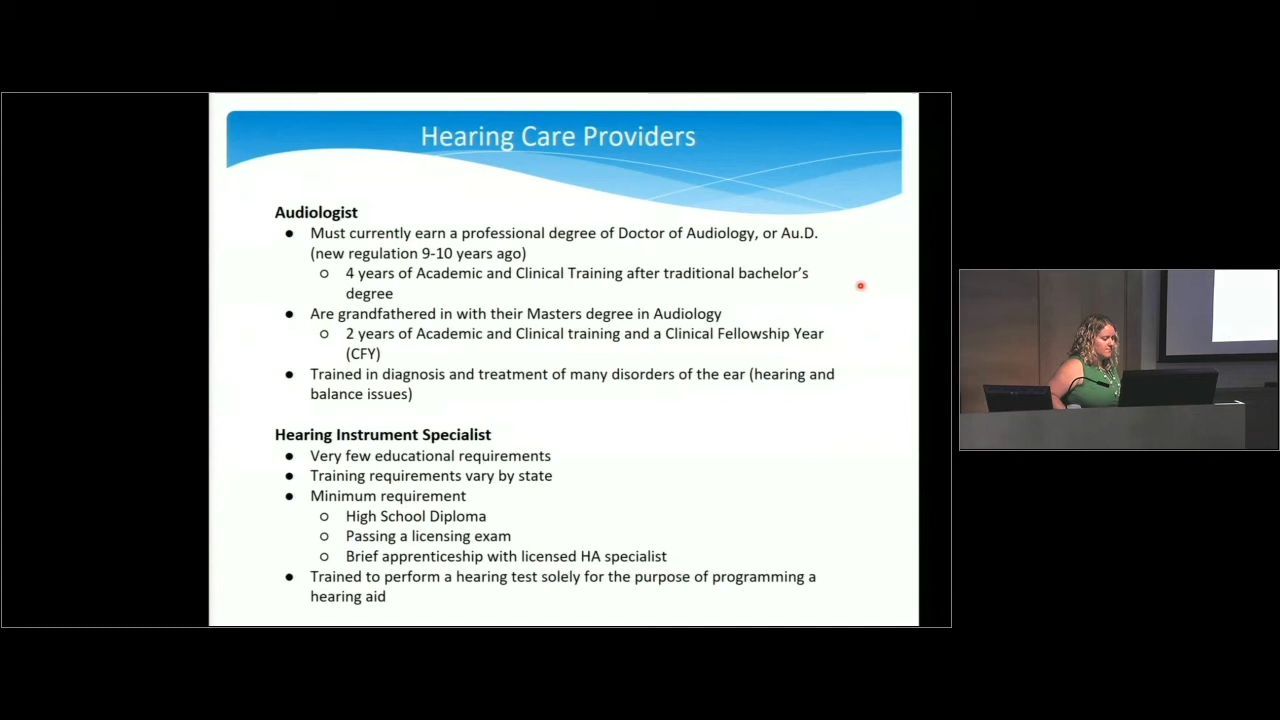 Hearing Care Providers
Audiologist
● Must currently earn a professional degree of Doctor of Audiology, or Au.D.
(new regulation 9-10 years ago)
○ 4 years of Academic and Clinical Training after traditional bachelor's
degree
● Are grandfathered in with their Masters degree in Audiology
○ 2 years of Academic and Clinical training and a Clinical Fellowship Year
(CFY)
● Trained in diagnosis and treatment of many disorders of the ear (hearing and
balance issues)
Hearing Instrument Specialist
● Very few educational requirements
● Training requirements vary by state
● Minimum requirement
○ High School Diploma
○ Passing a licensing exam
○ Brief apprenticeship with licensed HA specialist
● Trained to perform a hearing test solely for the purpose of programming a
hearing aid